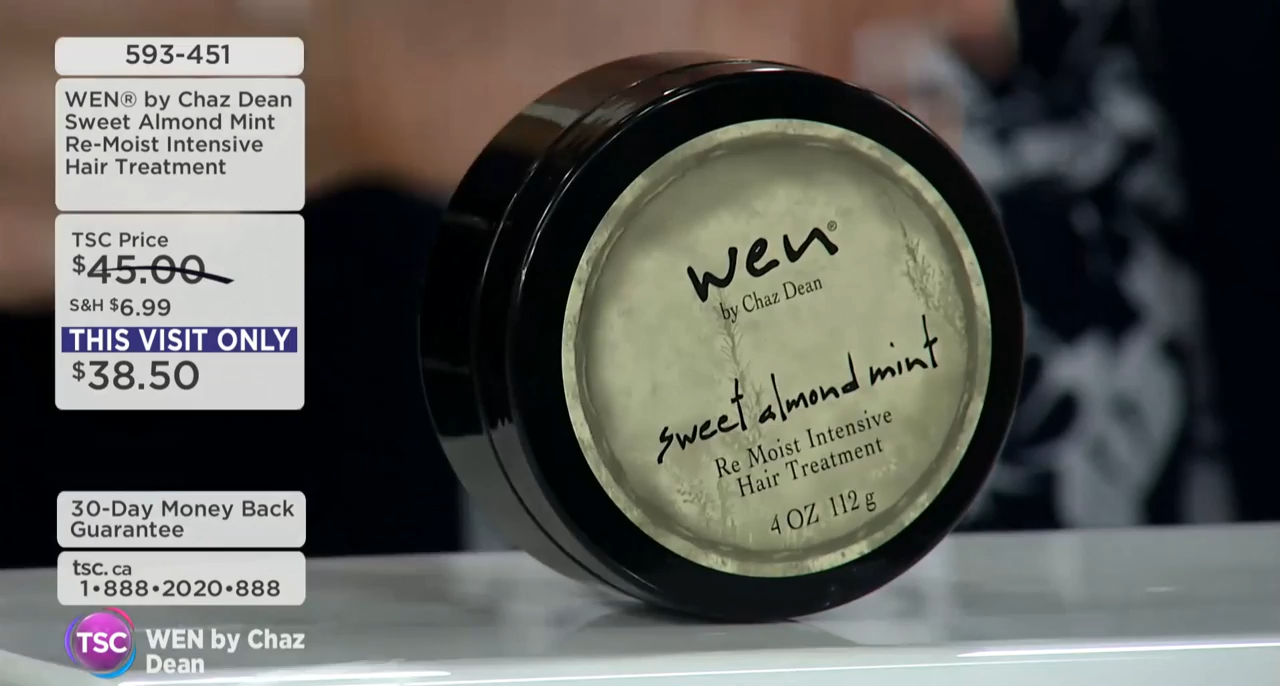 593-451
WEN® by Chaz Dean
Sweet Almond Mint
Re-Moist Intensive
Hair Treatment
TSC Price
$45.00
S&H $6.99
THIS VISIT ONLY
$38.50
30-Day Money Back
Guarantee
tsc.ca
1•888•2020•888
TSC
WEN by Chaz
Dean
wen®
by Chaz Dean
sweet almond mint
Re Moist Intensive
Hair Treatment
4 OZ 112 g